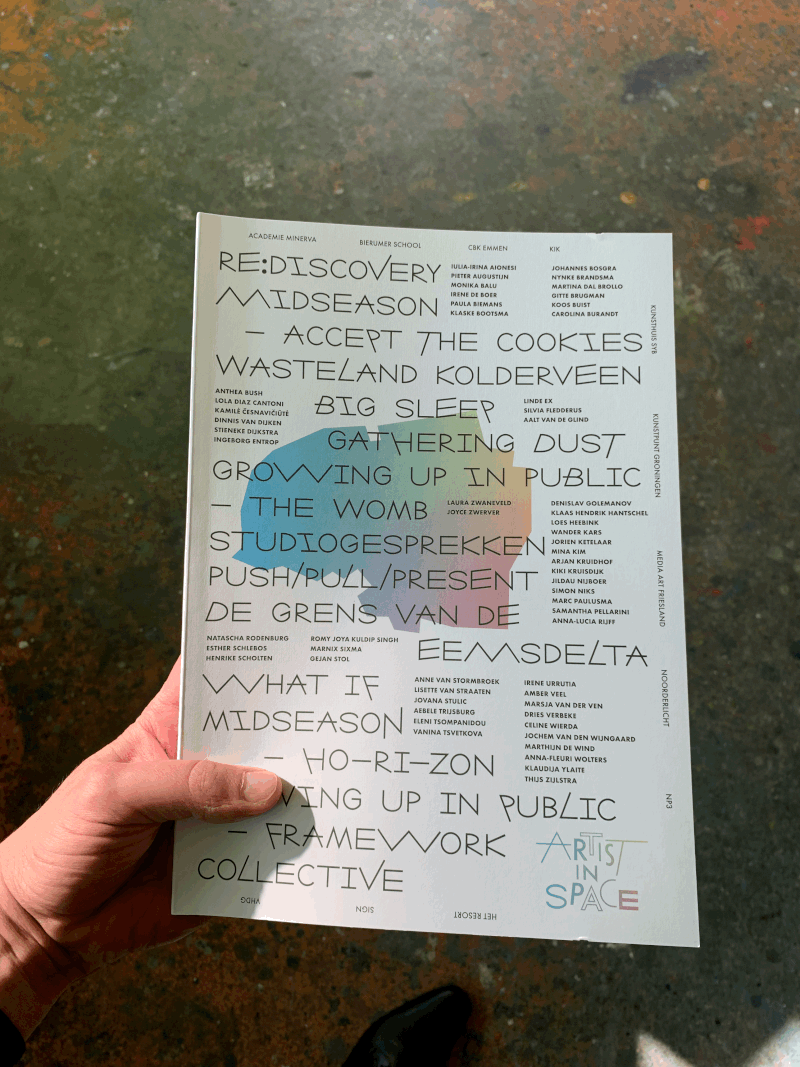 ACADEMIE MINERVA
BIERUMER SCHOOL
CBK EMMEN
KIK
RE:DISCOVERY
IULIA-IRINA AIONESI
PIETER AUGUSTIJN
MONIKA BALU
IRENE DE BOER
PAULA BIEMANS
KLASKE BOOTSMA
JOHANNES BOSGRA
NYNKE BRANDSMA
MARTINA DAL BROLLO
GITTE BRUGMAN
KOOS BUIST
CAROLINA BURANDT
MIDSEASON
– ACCEPT THE COOKIES
KUNSTHUIS SYB
WASTELAND KOLDERVEEN
ANTHEA BUSH
LOLA DIAZ CANTONI
KAMILĖ ČESNAVIČIŪTĖ
DINNIS VAN DIJKEN
STIENEKE DIJKSTRA
INGEBORG ENTROP
BIG SLEEP
LINDE EX
SILVIA FLEDDERUS
AALT VAN DE GLIND
GATHERING DUST
KUNSTPUNT GRONINGEN
GROWING UP IN PUBLIC
– THE WOMB
LAURA ZWANEVELD
JOYCE ZWERVER
DENISLAV GOLEMANOV
KLAAS HENDRIK HANTSCHEL
LOES HEEBINK
WANDER KARS
JORIEN KETELAAR
MINA KIM
ARJAN KRUIDHOF
KIKI KRUISDIJK
JILDAU NIJBOER
SIMON NIKS
MARC PAULUSMA
SAMANTHA PELLARINI
ANNA-LUCIA RIJFF
STUDIOGESPREKKEN
PUSH/PULL/PRESENT
MEDIA ART FRIESLAND
DE GRENS VAN DE
EEMSDELTA
NATASCHA RODENBURG
ESTHER SCHLEBOS
HENRIKE SCHOLTEN
ROMY JOYA KULDIP SINGH
MARNIX SIXMA
GEJAN STOL
NOORDERLICHT
WHAT IF
ANNE VAN STORMBROEK
LISETTE VAN STRAATEN
JOVANA STULIC
AEBELE TRIJSBURG
ELENI TSOMPANIDOU
VANINA TSVETKOVA
IRENE URRUTIA
AMBER VEEL
MARSJA VAN DER VEN
DRIES VERBEKE
CELINE WIERDA
JOCHEM VAN DEN WIJNGAARD
MARTHIJN DE WIND
ANNA-FLEURI WOLTERS
KLAUDIJA YLAITE
THIJS ZIJLSTRA
MIDSEASON
– HO–RI–ZON
NP3
VING UP IN PUBLIC
– FRAMEWORK
COLLECTIVE
ARTIST
IN
SPACE
VHDG
SIGN
HET RESORT